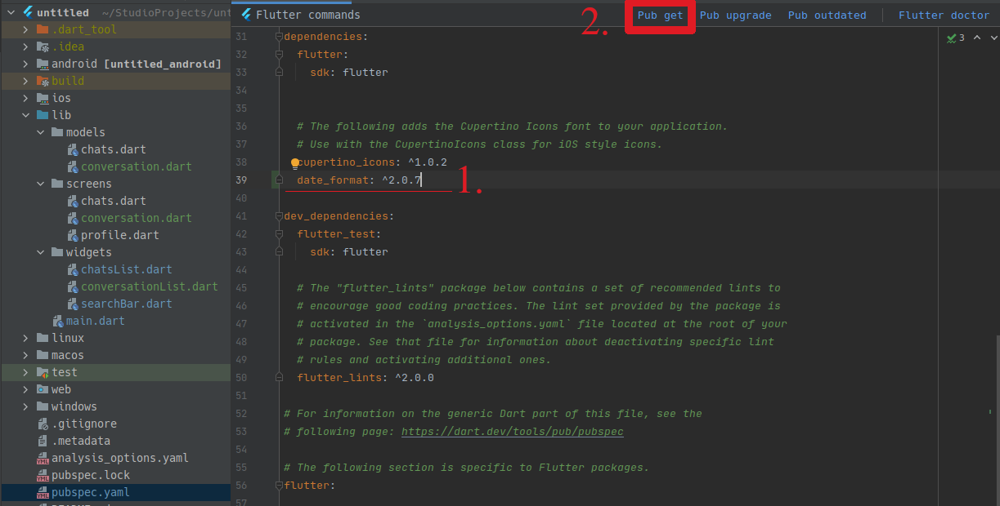 untitled ~/StudioProjects/unt
.dart_tool
.idea
android [untitled_android]
build
ios
lib
models
chats.dart
conversation.dart
screens
chats.dart
conversation.dart
profile.dart
widgets
chatsList.dart
conversationList.dart
searchBar.dart
main.dart
linux
macos
test
web
windows
.gitignore
.metadata
analysis_options.yaml
pubspec.lock
pubspec.yaml
Flutter commands
2.
Pub get Pub upgrade Pub outdated Flutter doctor
3
31 dependencies:
32 flutter:
33 sdk: flutter
34
35
36 # The following adds the Cupertino Icons font to your application.
37 # Use with the CupertinoIcons class for iOS style icons.
38 cupertino_icons: ^1.0.2
39 date_format: ^2.0.7
1.
40
41 dev_dependencies:
42 flutter_test:
43 sdk: flutter
44
45 # The "flutter_lints" package below contains a set of recommended lints to
46 # encourage good coding practices. The lint set provided by the package is
47 # activated in the `analysis_options.yaml` file located at the root of your
48 # package. See that file for information about deactivating specific lint
49 # rules and activating additional ones.
50 flutter_lints: ^2.0.0
51
52 # For information on the generic Dart part of this file, see the
53 # following page: https://dart.dev/tools/pub/pubspec
54
55 # The following section is specific to Flutter packages.
56 flutter:
57